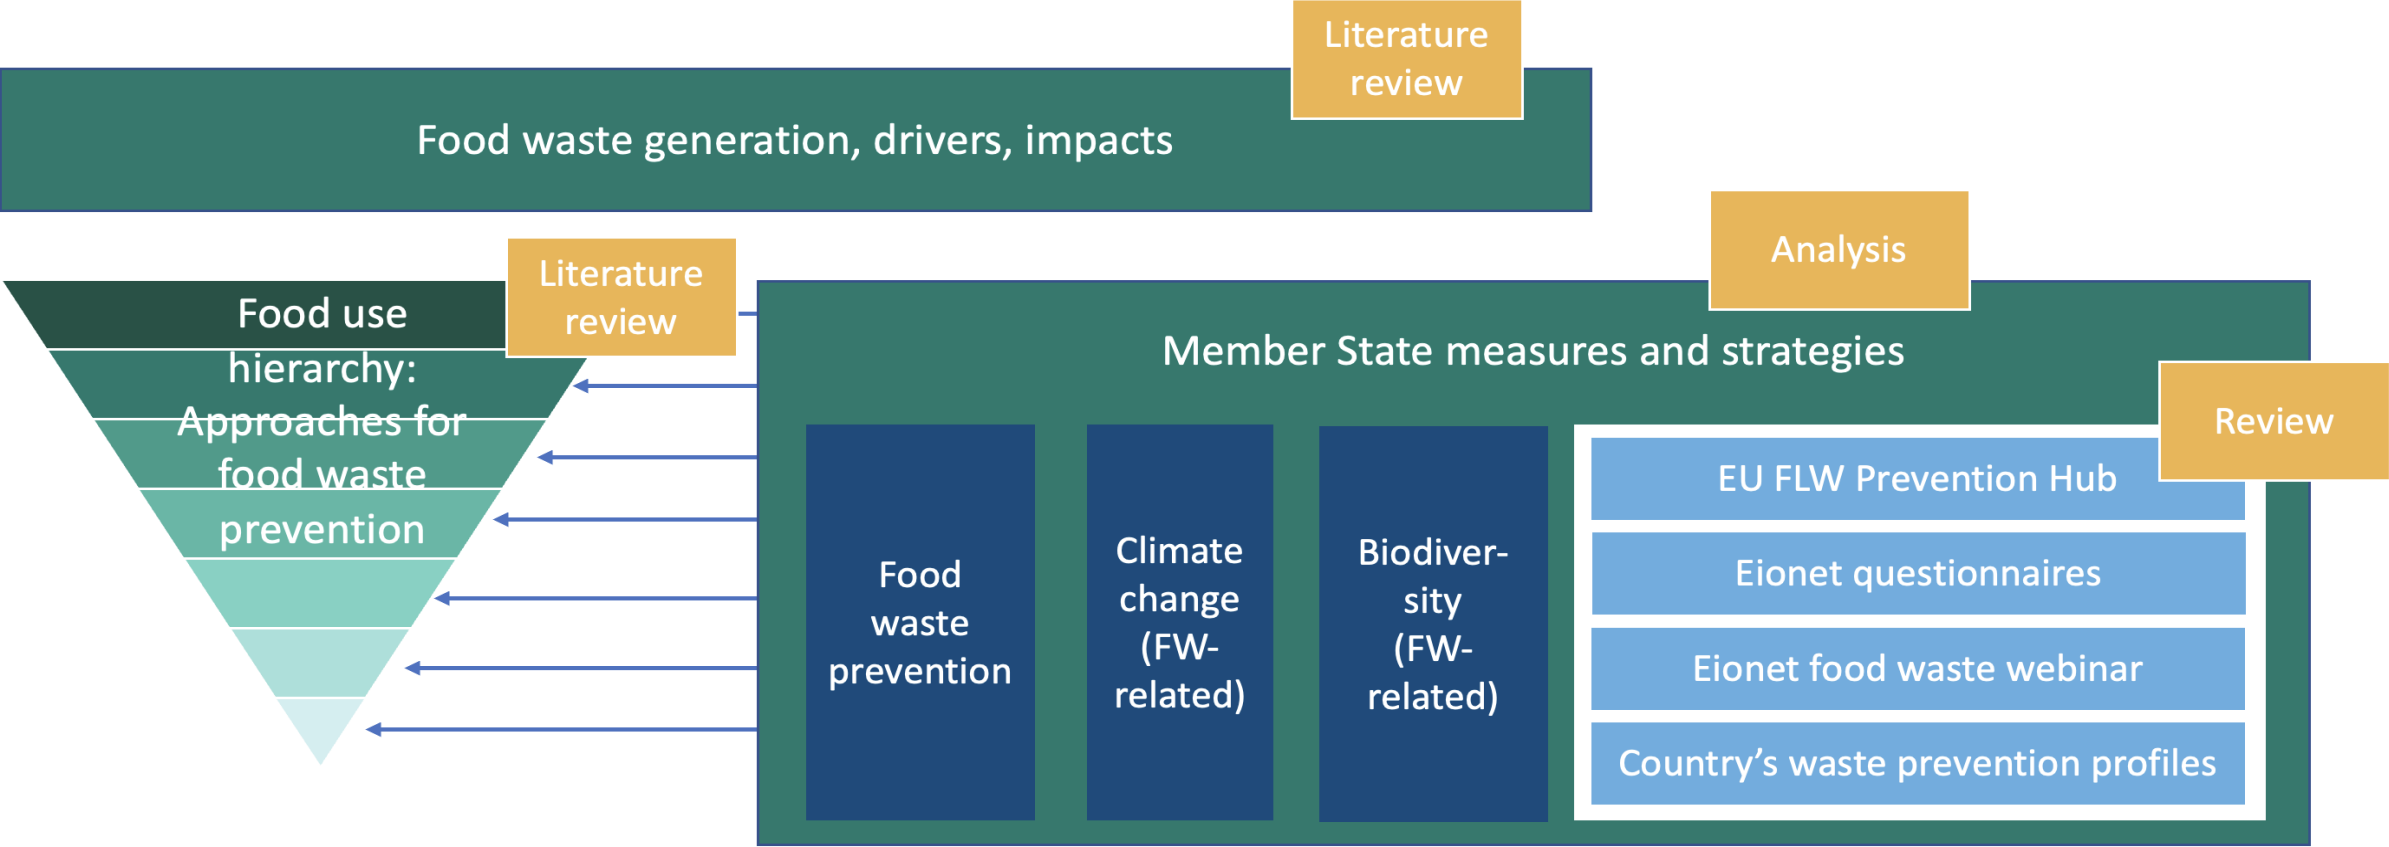 Literature
review
Food waste generation, drivers, impacts
Literature
review
Food use
hierarchy:
Approaches for
food waste
prevention
Analysis
Member State measures and strategies
Review
Food
waste
prevention
Climate
change
(FW-
related)
Biodiver-
sity
(FW-
related)
EU FLW Prevention Hub
Eionet questionnaires
Eionet food waste webinar
Country’s waste prevention profiles